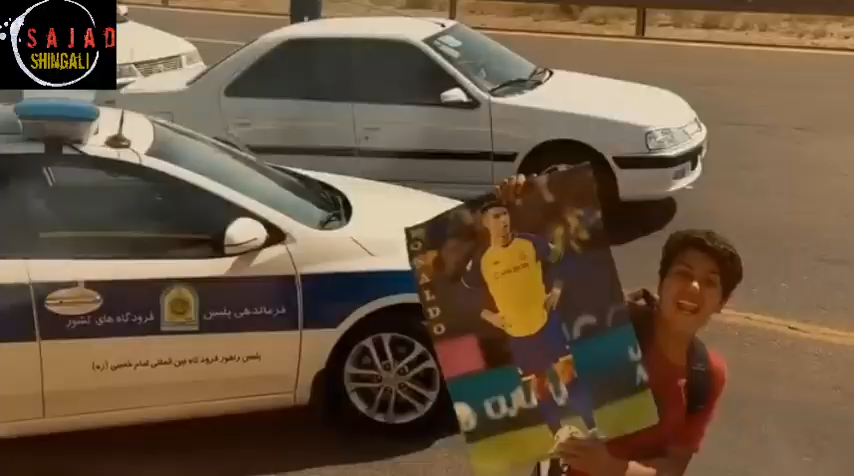 SAJAD
SHINGALI
فرماندهی پلیس
فرودگاه های کشور
پلیس راهور فرودگاه بین المللی امام خمینی (ره)
RONALDO